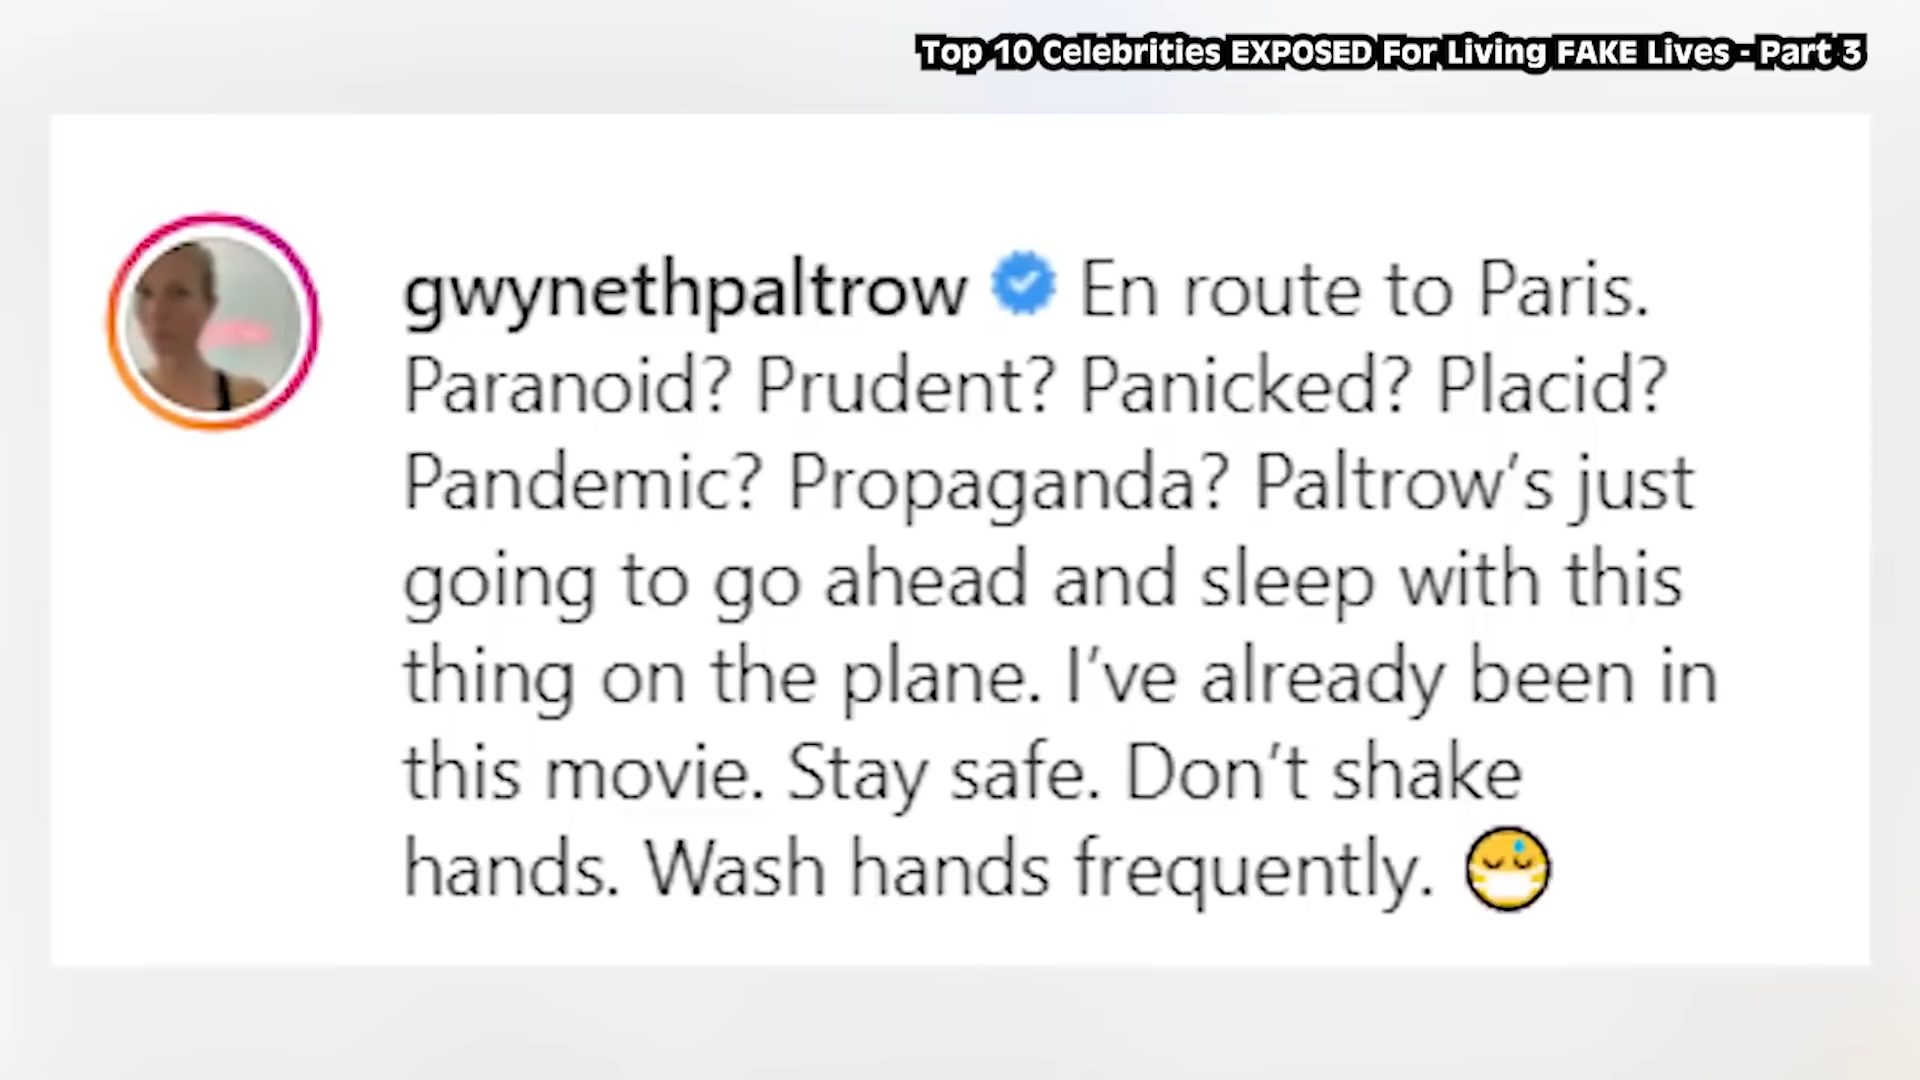 Top 10 Celebrities EXPOSED For Living FAKE Lives - Part 3
gwynethpaltrow En route to Paris.
Paranoid? Prudent? Panicked? Placid?
Pandemic? Propaganda? Paltrow’s just
going to go ahead and sleep with this
thing on the plane. I’ve already been in
this movie. Stay safe. Don’t shake
hands. Wash hands frequently. 😷